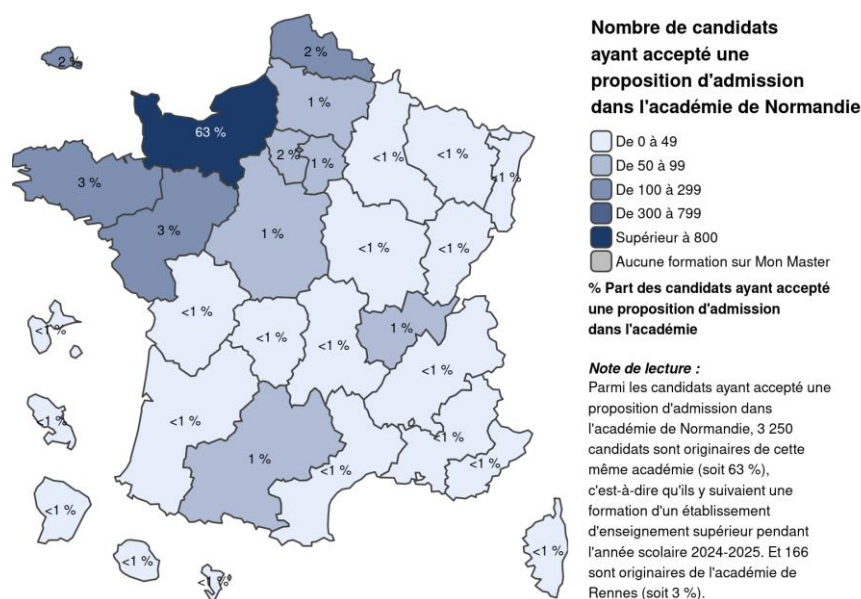 Nombre de candidats
ayant accepté une
proposition d'admission
dans l'académie de Normandie
De 0 à 49
De 50 à 99
De 100 à 299
De 300 à 799
Supérieur à 800
Aucune formation sur Mon Master
% Part des candidats ayant accepté
une proposition d'admission
dans l'académie
Note de lecture :
Parmi les candidats ayant accepté une
proposition d'admission dans
l'académie de Normandie, 3 250
candidats sont originaires de cette
même académie (soit 63 %),
c'est-à-dire qu'ils y suivaient une
formation d'un établissement
d'enseignement supérieur pendant
l'année scolaire 2024-2025. Et 166
sont originaires de l'académie de
Rennes (soit 3 %).
2 %
2 %
1 %
63 %
2 %
1 %
<1 %
<1 %
<1 %
3 %
3 %
1 %
<1 %
<1 %
<1 %
<1 %
<1 %
1 %
<1 %
<1 %
<1 %
1 %
<1 %
<1 %
<1 %
<1 %
<1 %
<1 %
<1 %
<1 %